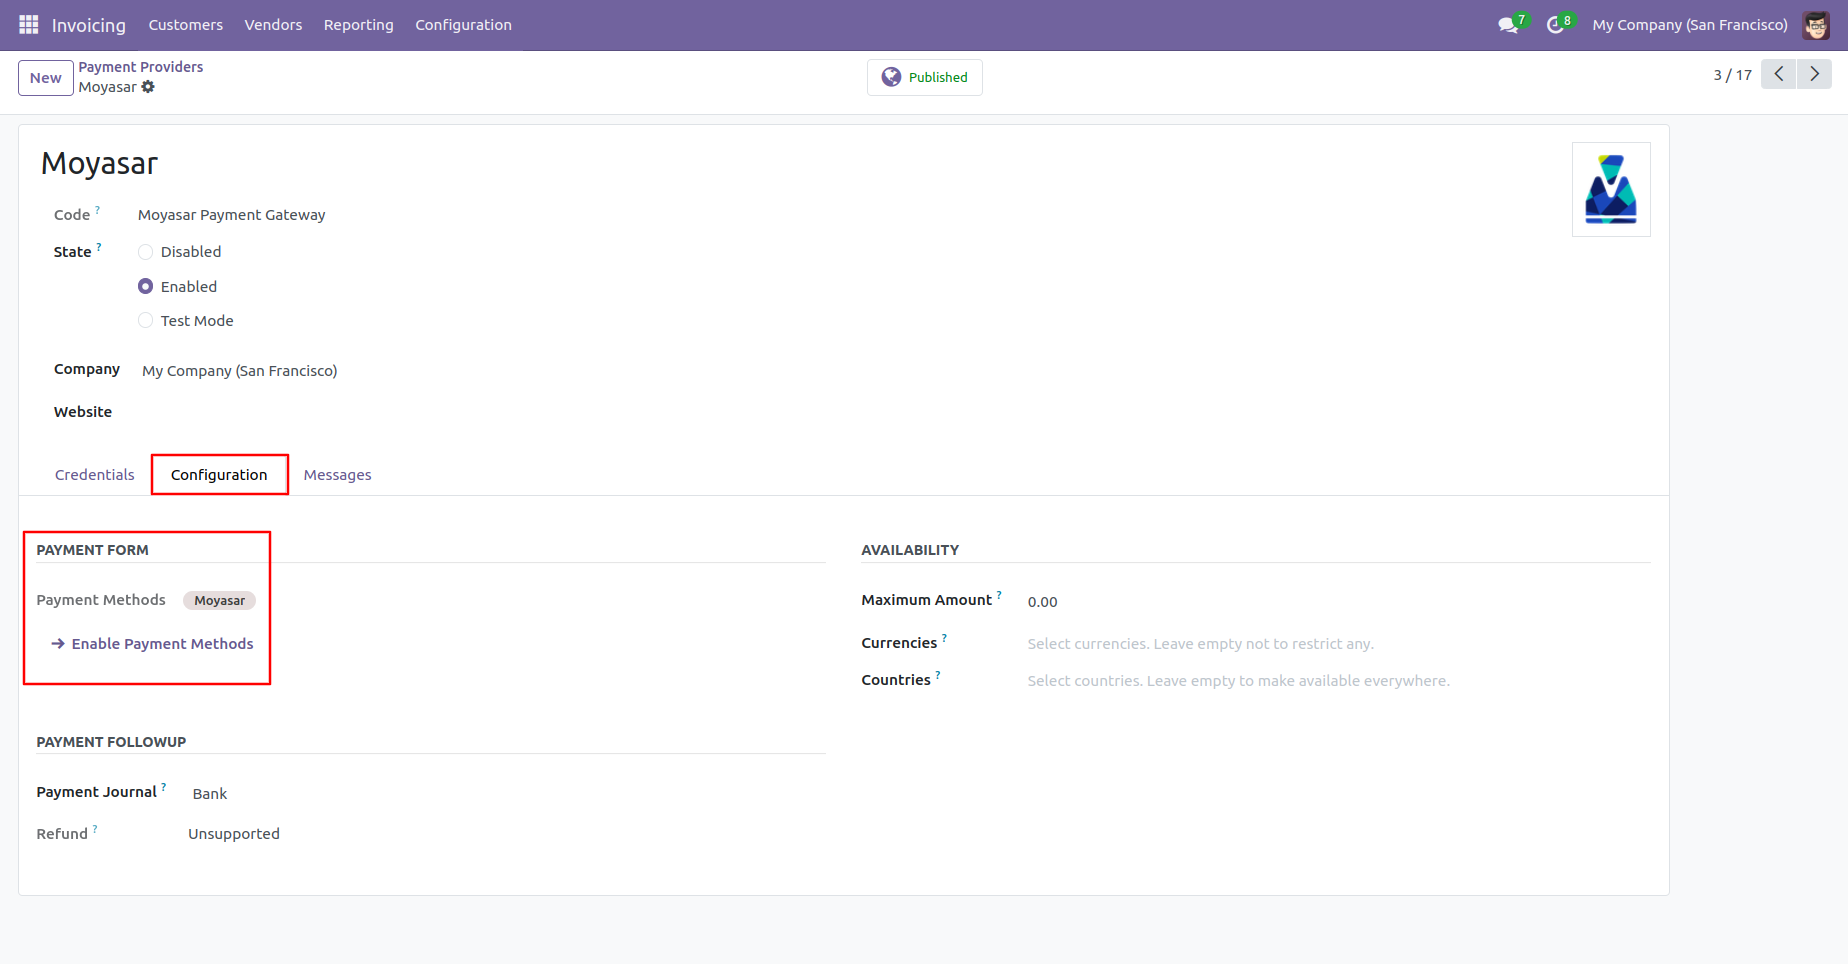 Invoicing Customers Vendors Reporting Configuration 7 8 My Company (San Francisco)
New Payment Providers
Moyasar
Published
3 / 17
Moyasar
Code ? Moyasar Payment Gateway
State ? Disabled
Enabled
Test Mode
Company My Company (San Francisco)
Website
Credentials Configuration Messages
PAYMENT FORM
Payment Methods Moyasar
→ Enable Payment Methods
AVAILABILITY
Maximum Amount ? 0.00
Currencies ? Select currencies. Leave empty not to restrict any.
Countries ? Select countries. Leave empty to make available everywhere.
PAYMENT FOLLOWUP
Payment Journal ? Bank
Refund ? Unsupported